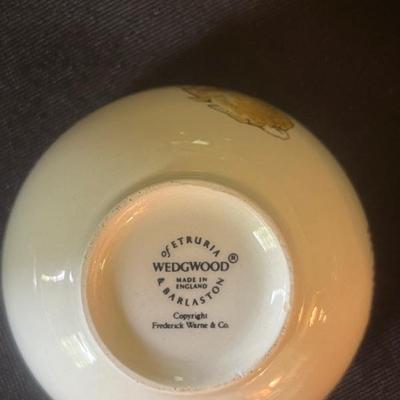 of ETRURIA
WEDGWOOD®
MADE IN
ENGLAND
& BARLASTON
Copyright
Frederick Warne & Co.